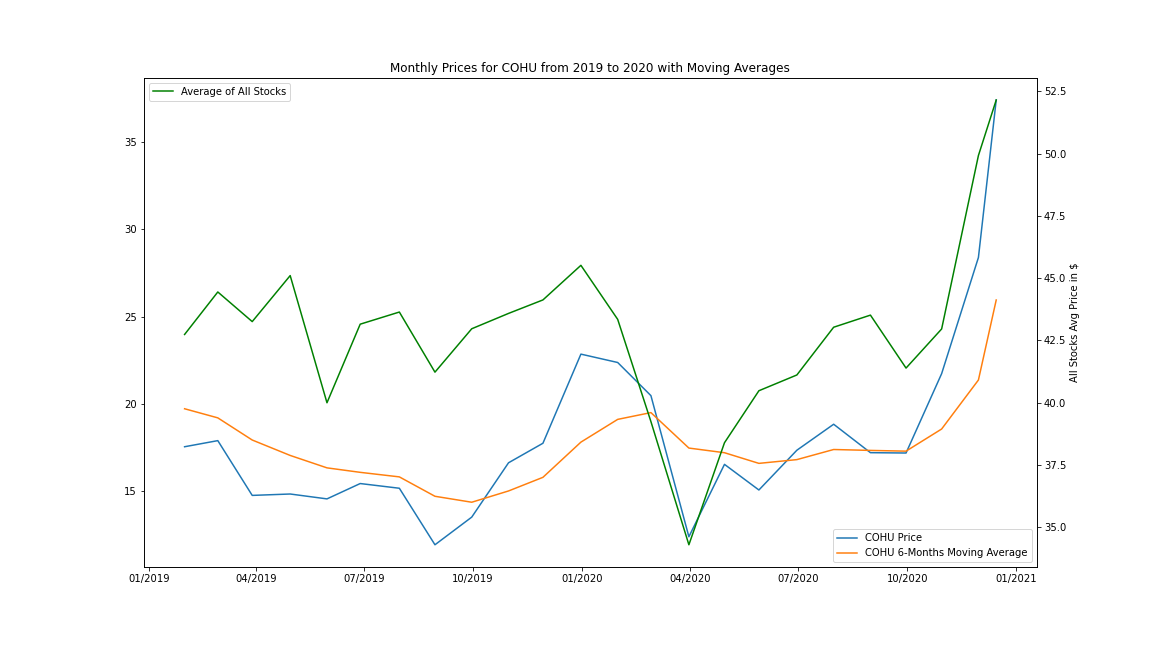 Monthly Prices for COHU from 2019 to 2020 with Moving Averages
Average of All Stocks
35
30
25
20
15
52.5
50.0
47.5
45.0
42.5
40.0
37.5
35.0
All Stocks Avg Price in $
COHU Price
COHU 6-Months Moving Average
01/2019 04/2019 07/2019 10/2019 01/2020 04/2020 07/2020 10/2020 01/2021